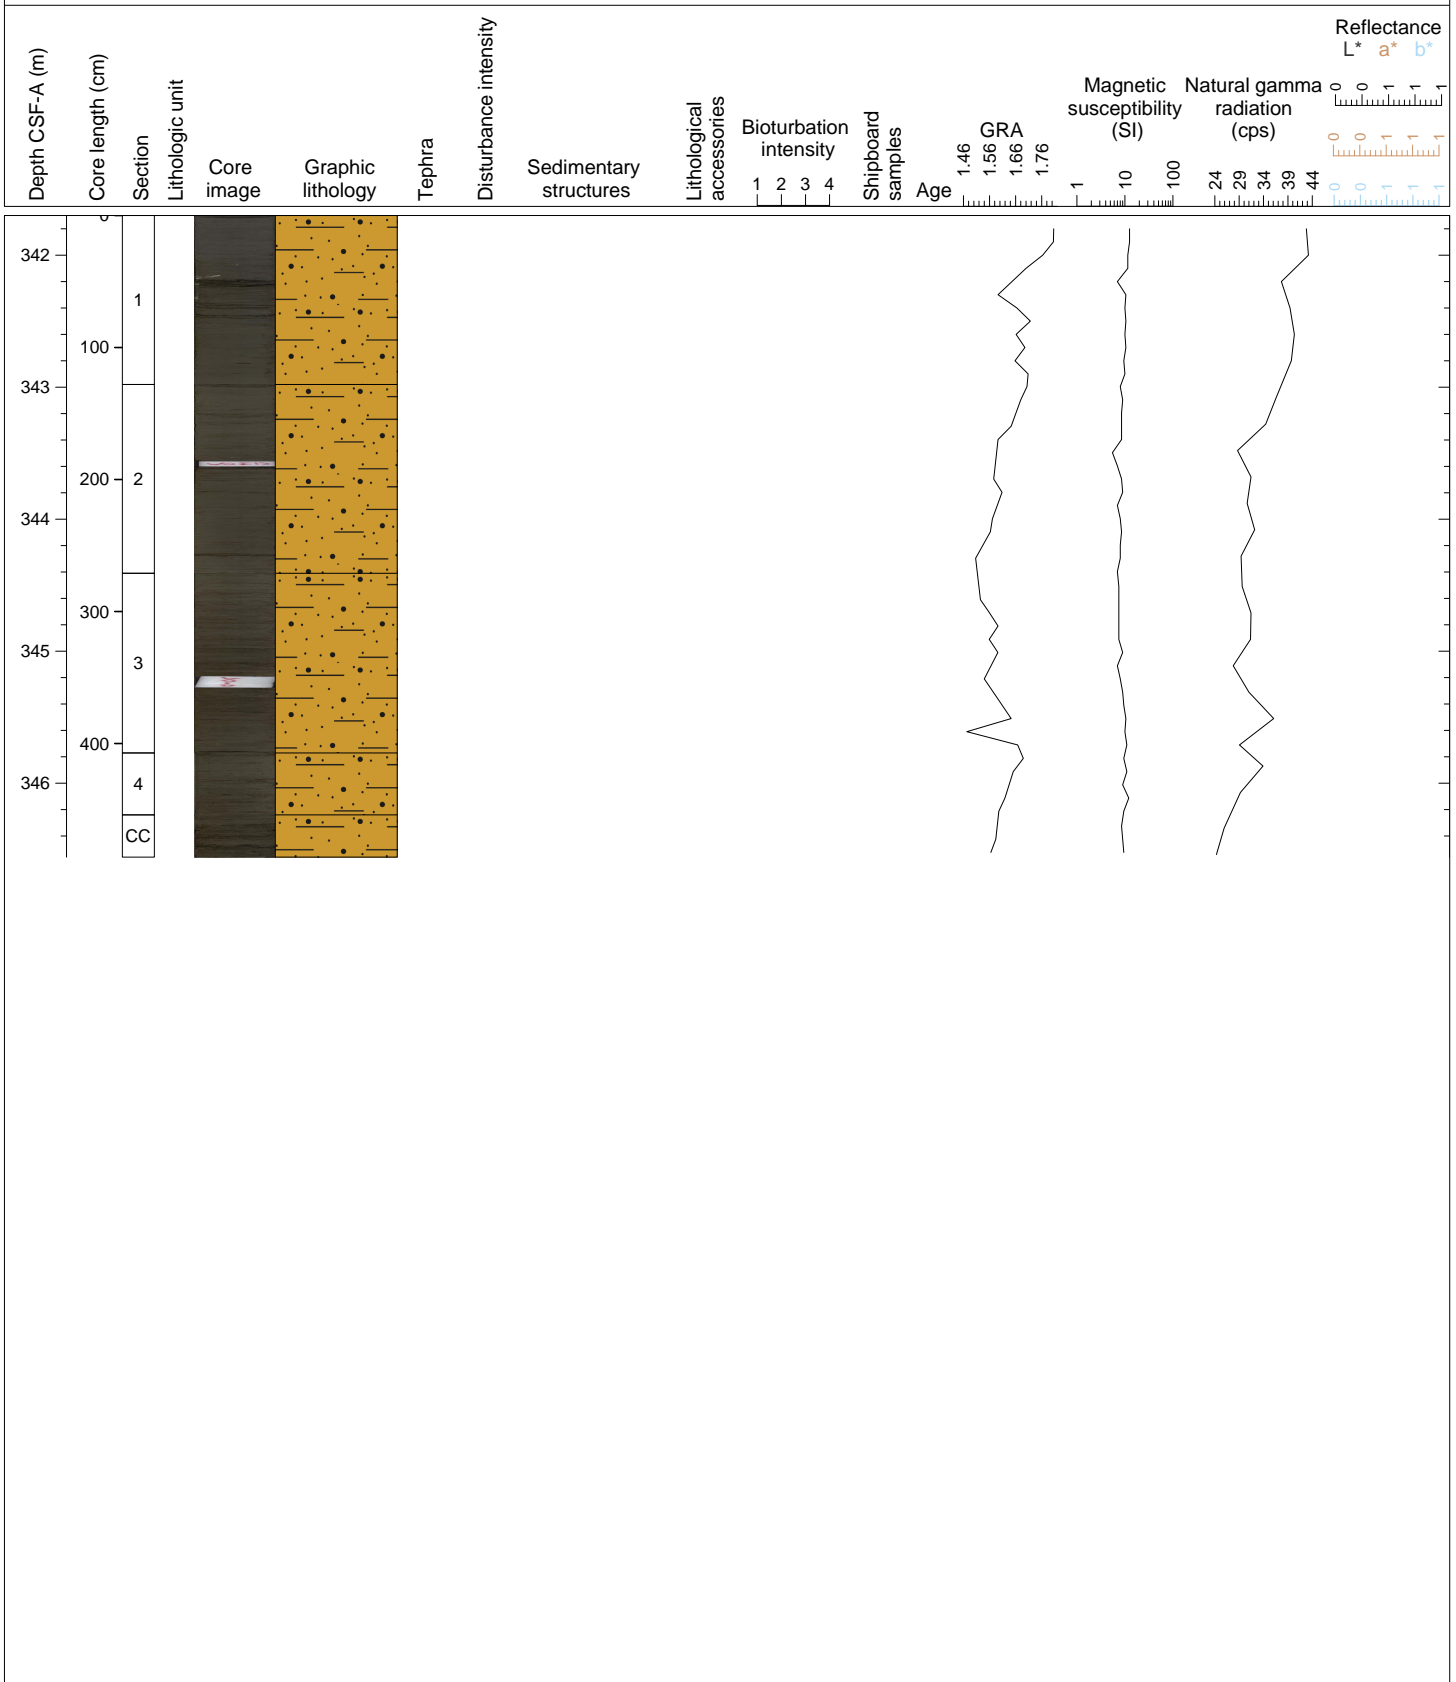 Depth CSF-A (m)
Core length (cm)
Section
Lithologic unit
Core
image
Graphic
lithology
Tephra
Disturbance intensity
Sedimentary
structures
Lithological
accessories
Bioturbation
intensity
1 2 3 4
Shipboard
samples
Age
GRA
1.46 1.56 1.66 1.76
Magnetic
susceptibility
(SI)
1 10 100
Natural gamma
radiation
(cps)
24 29 34 39 44
Reflectance
L* a* b*
0 0 1 1 1
0 0 1 1 1
0 0 1 1 1
0
342
1
100
343
200
2
344
300
345
3
400
346
4
CC